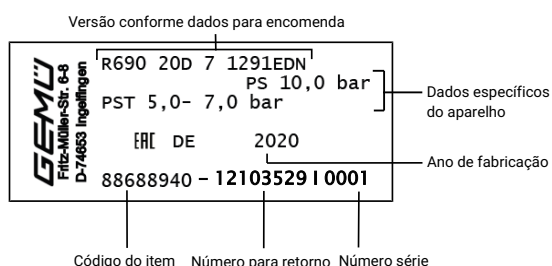 Versão conforme dados para encomenda
GEMÜ
Fritz-Müller-Str. 6-8
D-74653 Ingelfingen
R690 20D 7 1291EDN
PS 10,0 bar
PST 5,0- 7,0 bar
Dados específicos
do aparelho
EAC DE 2020
Ano de fabricação
88688940 - 12103529 I 0001
Código do item Número para retorno Número série